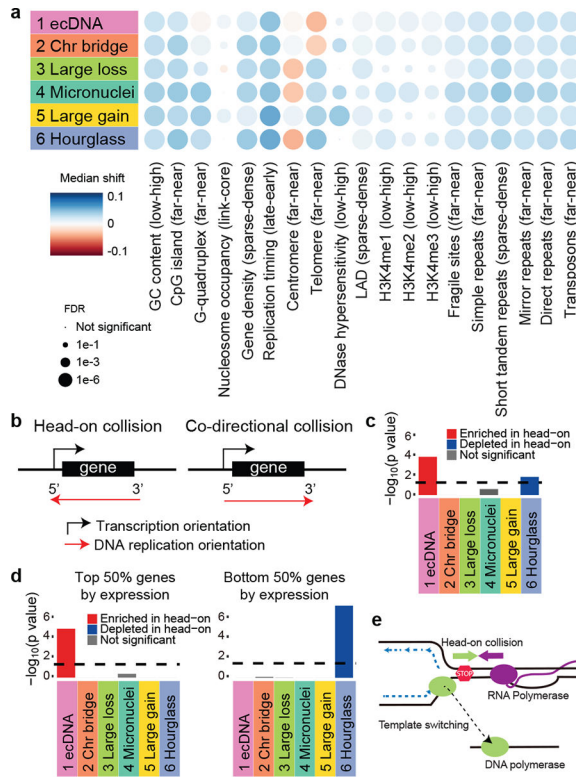 a
1 ecDNA
2 Chr bridge
3 Large loss
4 Micronuclei
5 Large gain
6 Hourglass
Median shift
0.1
0
-0.1
FDR
Not significant
1e-1
1e-3
1e-6
GC content (low-high)
CpG island (far-near)
G-quadruplex (far-near)
Nucleosome occupancy (link-core)
Gene density (sparse-dense)
Replication timing (late-early)
Centromere (far-near)
Telomere (far-near)
DNase hypersensitivity (low-high)
LAD (sparse-dense)
H3K4me1 (low-high)
H3K4me2 (low-high)
H3K4me3 (low-high)
Fragile sites ((far-near)
Simple repeats (far-near)
Short tandem repeats (sparse-dense)
Mirror repeats (far-near)
Direct repeats (far-near)
Transposons (far-near)
b
Head-on collision
Co-directional collision
gene
gene
5' 3'
5' 3'
Transcription orientation
DNA replication orientation
c
Enriched in head-on
Depleted in head-on
Not significant
−log10(p value)
6
4
2
0
1 ecDNA
2 Chr bridge
3 Large loss
4 Micronuclei
5 Large gain
6 Hourglass
d
Top 50% genes
by expression
Bottom 50% genes
by expression
Enriched in head-on
Depleted in head-on
Not significant
−log10(p value)
6
4
2
0
1 ecDNA
2 Chr bridge
3 Large loss
4 Micronuclei
5 Large gain
6 Hourglass
6
4
2
0
1 ecDNA
2 Chr bridge
3 Large loss
4 Micronuclei
5 Large gain
6 Hourglass
e
Head-on collision
STOP
RNA Polymerase
Template switching
DNA polymerase